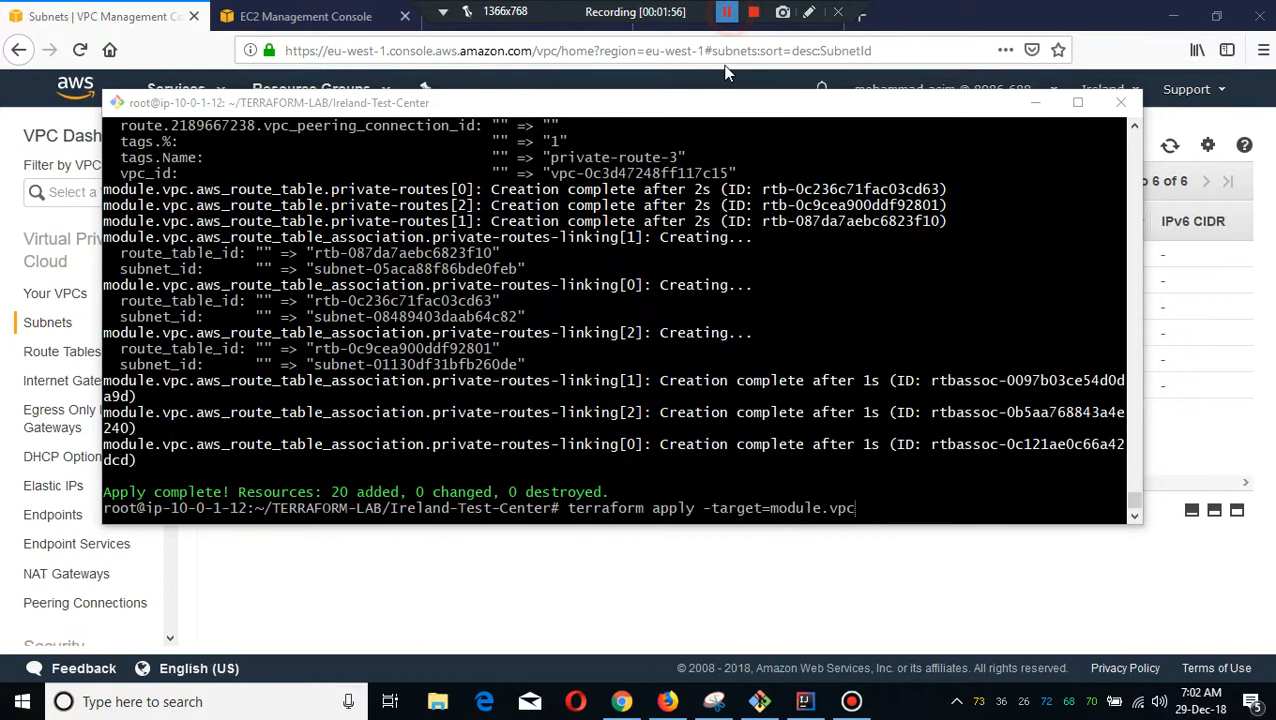 Subnets | VPC Management Co
EC2 Management Console
1366x768
Recording [00:01:56]
https://eu-west-1.console.aws.amazon.com/vpc/home?region=eu-west-1#subnets:sort=desc:SubnetId
aws
Support
root@ip-10-0-1-12: ~/TERRAFORM-LAB/Ireland-Test-Center
VPC Dash
Filter by VPC
Select
Virtual Priv
Cloud
Your VPCs
Subnets
Route Tables
Internet Gatew
Egress Only I
Gateways
DHCP Option
Elastic IPs
Endpoints
Endpoint Services
NAT Gateways
Peering Connections
Security
route.2189667238.vpc_peering_connection_id: "" => ""
tags.%: "" => "1"
tags.Name: "" => "private-route-3"
vpc_id: "" => "vpc-0c3d47248ff117c15"
module.vpc.aws_route_table.private-routes[0]: Creation complete after 2s (ID: rtb-0c236c71fac03cd63)
module.vpc.aws_route_table.private-routes[2]: Creation complete after 2s (ID: rtb-0c9cea900ddf92801)
module.vpc.aws_route_table.private-routes[1]: Creation complete after 2s (ID: rtb-087da7aebc6823f10)
module.vpc.aws_route_table_association.private-routes-linking[1]: Creating...
route_table_id: "" => "rtb-087da7aebc6823f10"
subnet_id: "" => "subnet-05aca88f86bde0feb"
module.vpc.aws_route_table_association.private-routes-linking[0]: Creating...
route_table_id: "" => "rtb-0c236c71fac03cd63"
subnet_id: "" => "subnet-08489403daab64c82"
module.vpc.aws_route_table_association.private-routes-linking[2]: Creating...
route_table_id: "" => "rtb-0c9cea900ddf92801"
subnet_id: "" => "subnet-01130df31bfb260de"
module.vpc.aws_route_table_association.private-routes-linking[1]: Creation complete after 1s (ID: rtbassoc-0097b03ce54d0d
a9d)
module.vpc.aws_route_table_association.private-routes-linking[2]: Creation complete after 1s (ID: rtbassoc-0b5aa768843a4e
240)
module.vpc.aws_route_table_association.private-routes-linking[0]: Creation complete after 1s (ID: rtbassoc-0c121ae0c66a42
dcd)
Apply complete! Resources: 20 added, 0 changed, 0 destroyed.
root@ip-10-0-1-12:~/TERRAFORM-LAB/Ireland-Test-Center# terraform apply -target=module.vpc
o 6 of 6
IPv6 CIDR
-
-
-
-
-
-
Feedback
English (US)
© 2008 - 2018, Amazon Web Services, Inc. or its affiliates. All rights reserved.
Privacy Policy
Terms of Use
Type here to search
73 36 26 72 68 70
7:02 AM
29-Dec-18
5